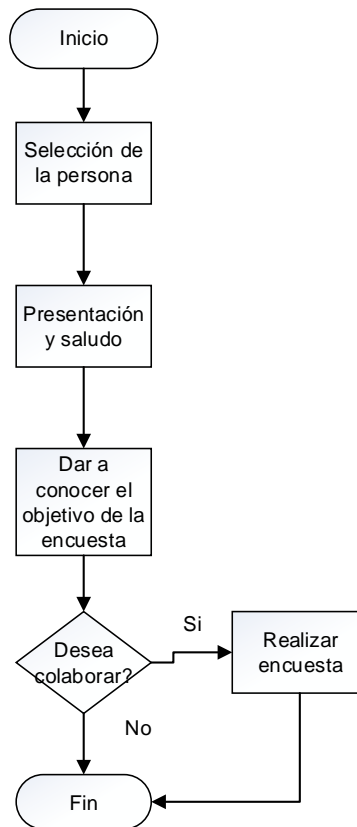 Inicio
Selección de
la persona
Presentación
y saludo
Dar a
conocer el
objetivo de la
encuesta
Desea
colaborar?
Si
Realizar
encuesta
No
Fin